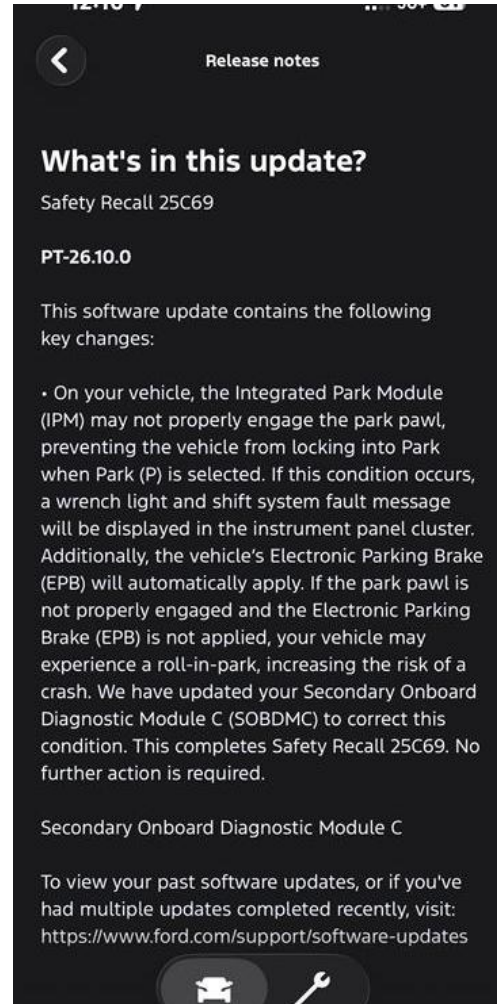 Release notes
What's in this update?
Safety Recall 25C69
PT-26.10.0
This software update contains the following
key changes:
• On your vehicle, the Integrated Park Module
(IPM) may not properly engage the park pawl,
preventing the vehicle from locking into Park
when Park (P) is selected. If this condition occurs,
a wrench light and shift system fault message
will be displayed in the instrument panel cluster.
Additionally, the vehicle's Electronic Parking Brake
(EPB) will automatically apply. If the park pawl is
not properly engaged and the Electronic Parking
Brake (EPB) is not applied, your vehicle may
experience a roll-in-park, increasing the risk of a
crash. We have updated your Secondary Onboard
Diagnostic Module C (SOBDMC) to correct this
condition. This completes Safety Recall 25C69. No
further action is required.
Secondary Onboard Diagnostic Module C
To view your past software updates, or if you've
had multiple updates completed recently, visit:
https://www.ford.com/support/software-updates